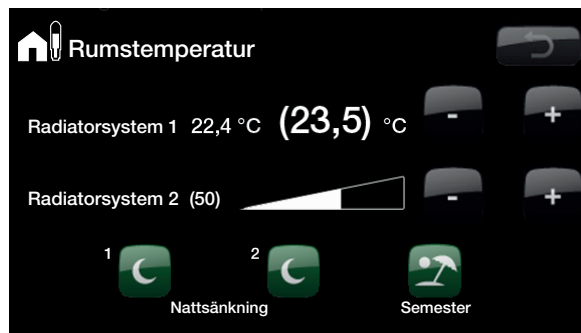 Rumstemperatur
Radiatorsystem 1 22,4 °C (23,5) °C - +
Radiatorsystem 2 (50) - +
1 2
Nattsänkning Semester